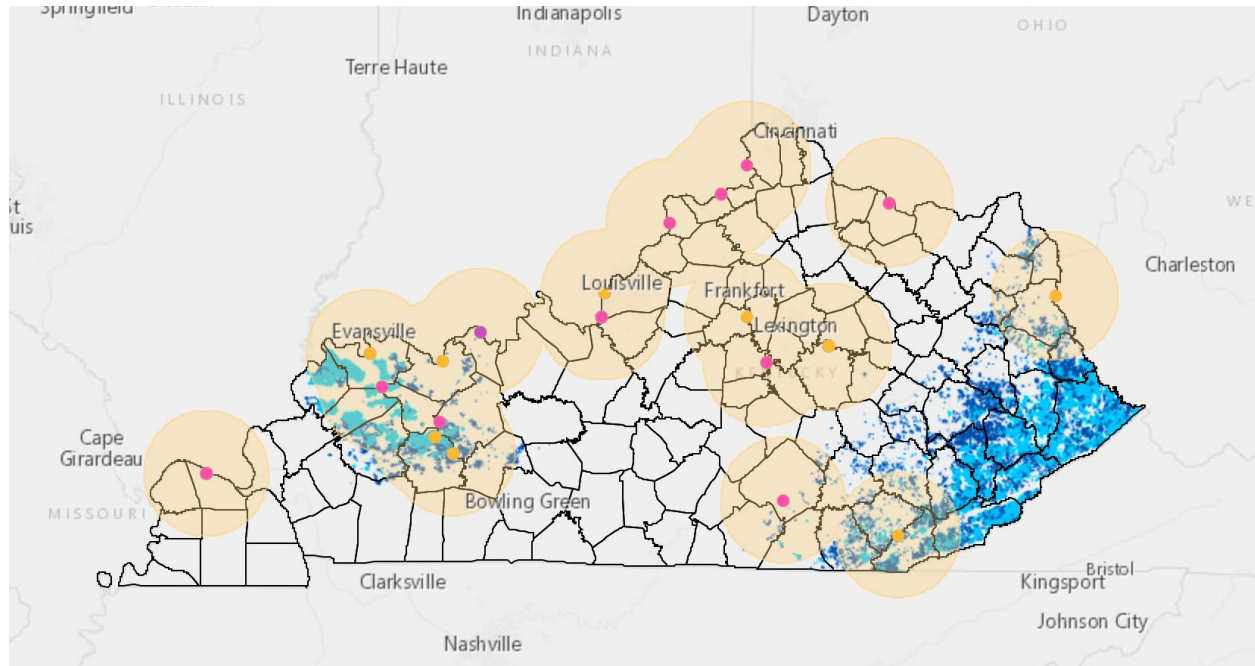 Springfield
Indianapolis
Dayton
OHIO
INDIANA
Terre Haute
ILLINOIS
Cincinnati
WE
St
uis
Charleston
Louisville
Frankfort
Evansville
Lexington
KENTUCKY
Cape
Girardeau
Bowling Green
MISSOURI
Bristol
Clarksville
Kingsport
Johnson City
Nashville